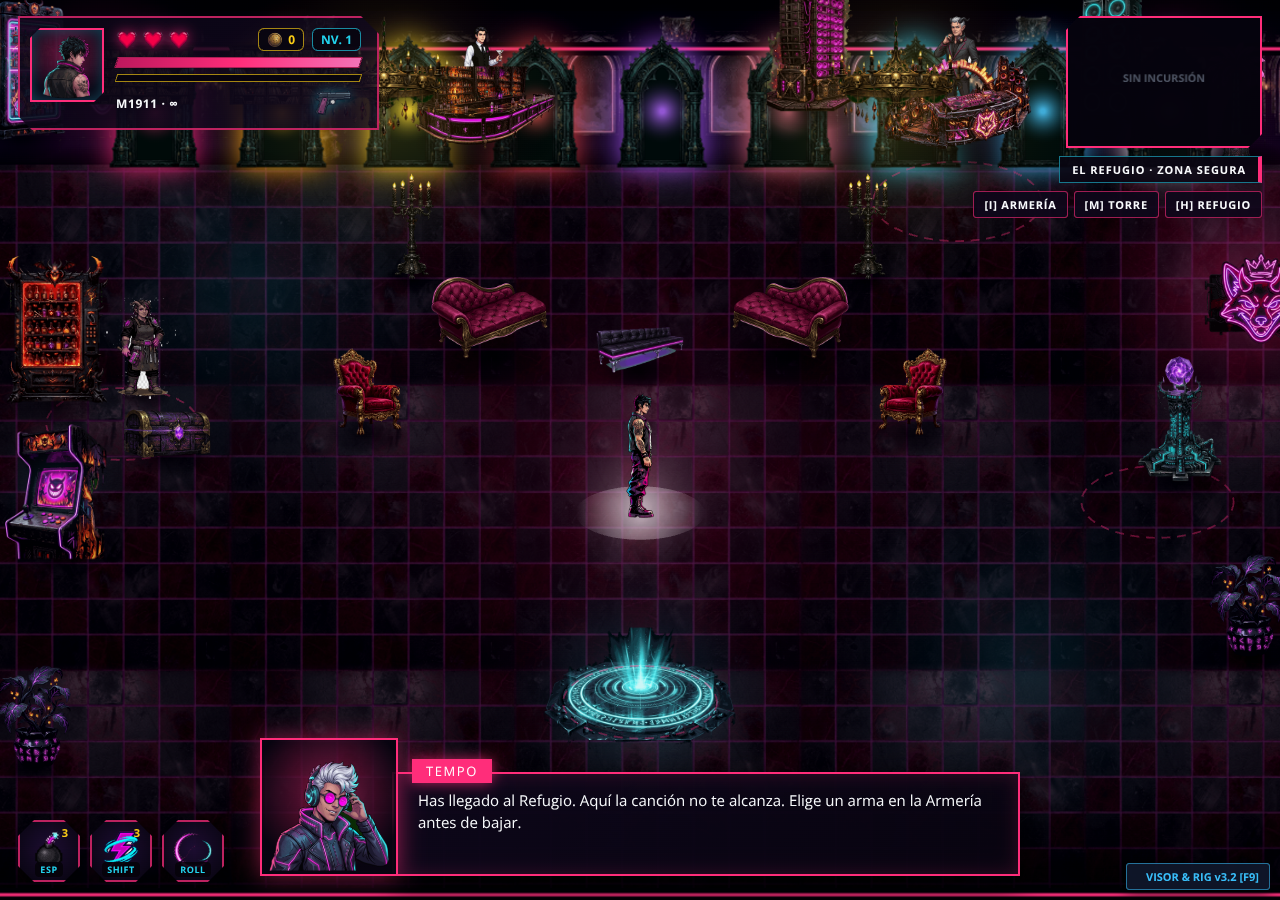 0
NV. 1
M1911 · ∞
SIN INCURSIÓN
EL REFUGIO · ZONA SEGURA
[I] ARMERÍA
[M] TORRE
[H] REFUGIO
TEMPO
Has llegado al Refugio. Aquí la canción no te alcanza. Elige un arma en la Armería
antes de bajar.
3
ESP
3
SHIFT
ROLL
VISOR & RIG v3.2 [F9]